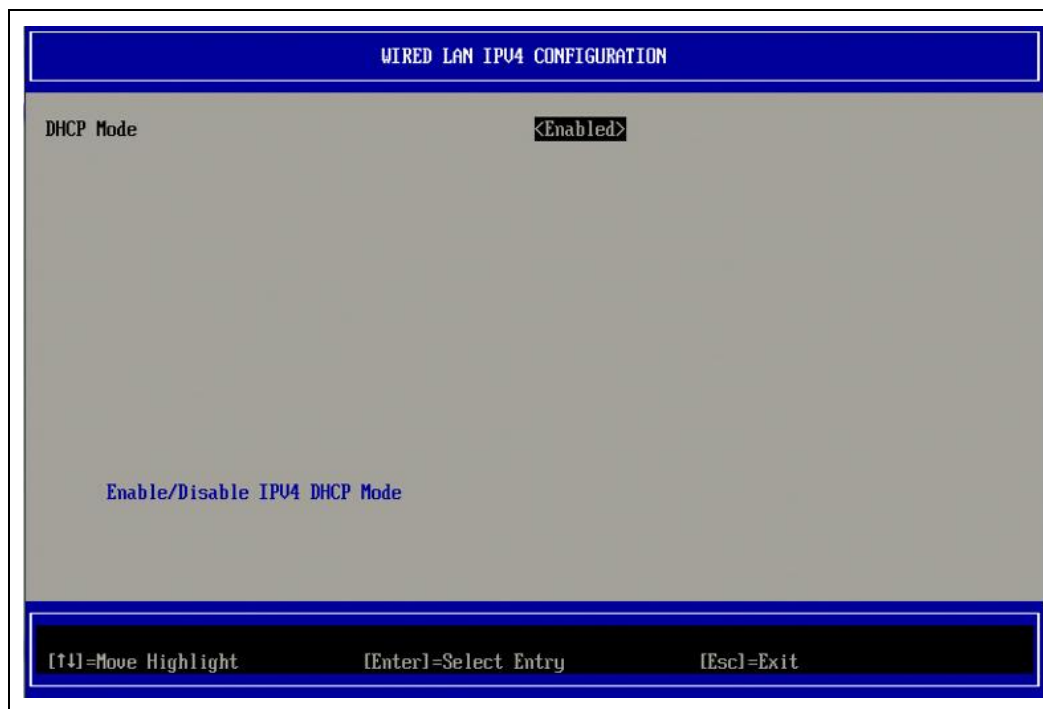 WIRED LAN IPV4 CONFIGURATION
DHCP Mode <Enabled>
Enable/Disable IPV4 DHCP Mode
[↑↓]=Move Highlight [Enter]=Select Entry [Esc]=Exit